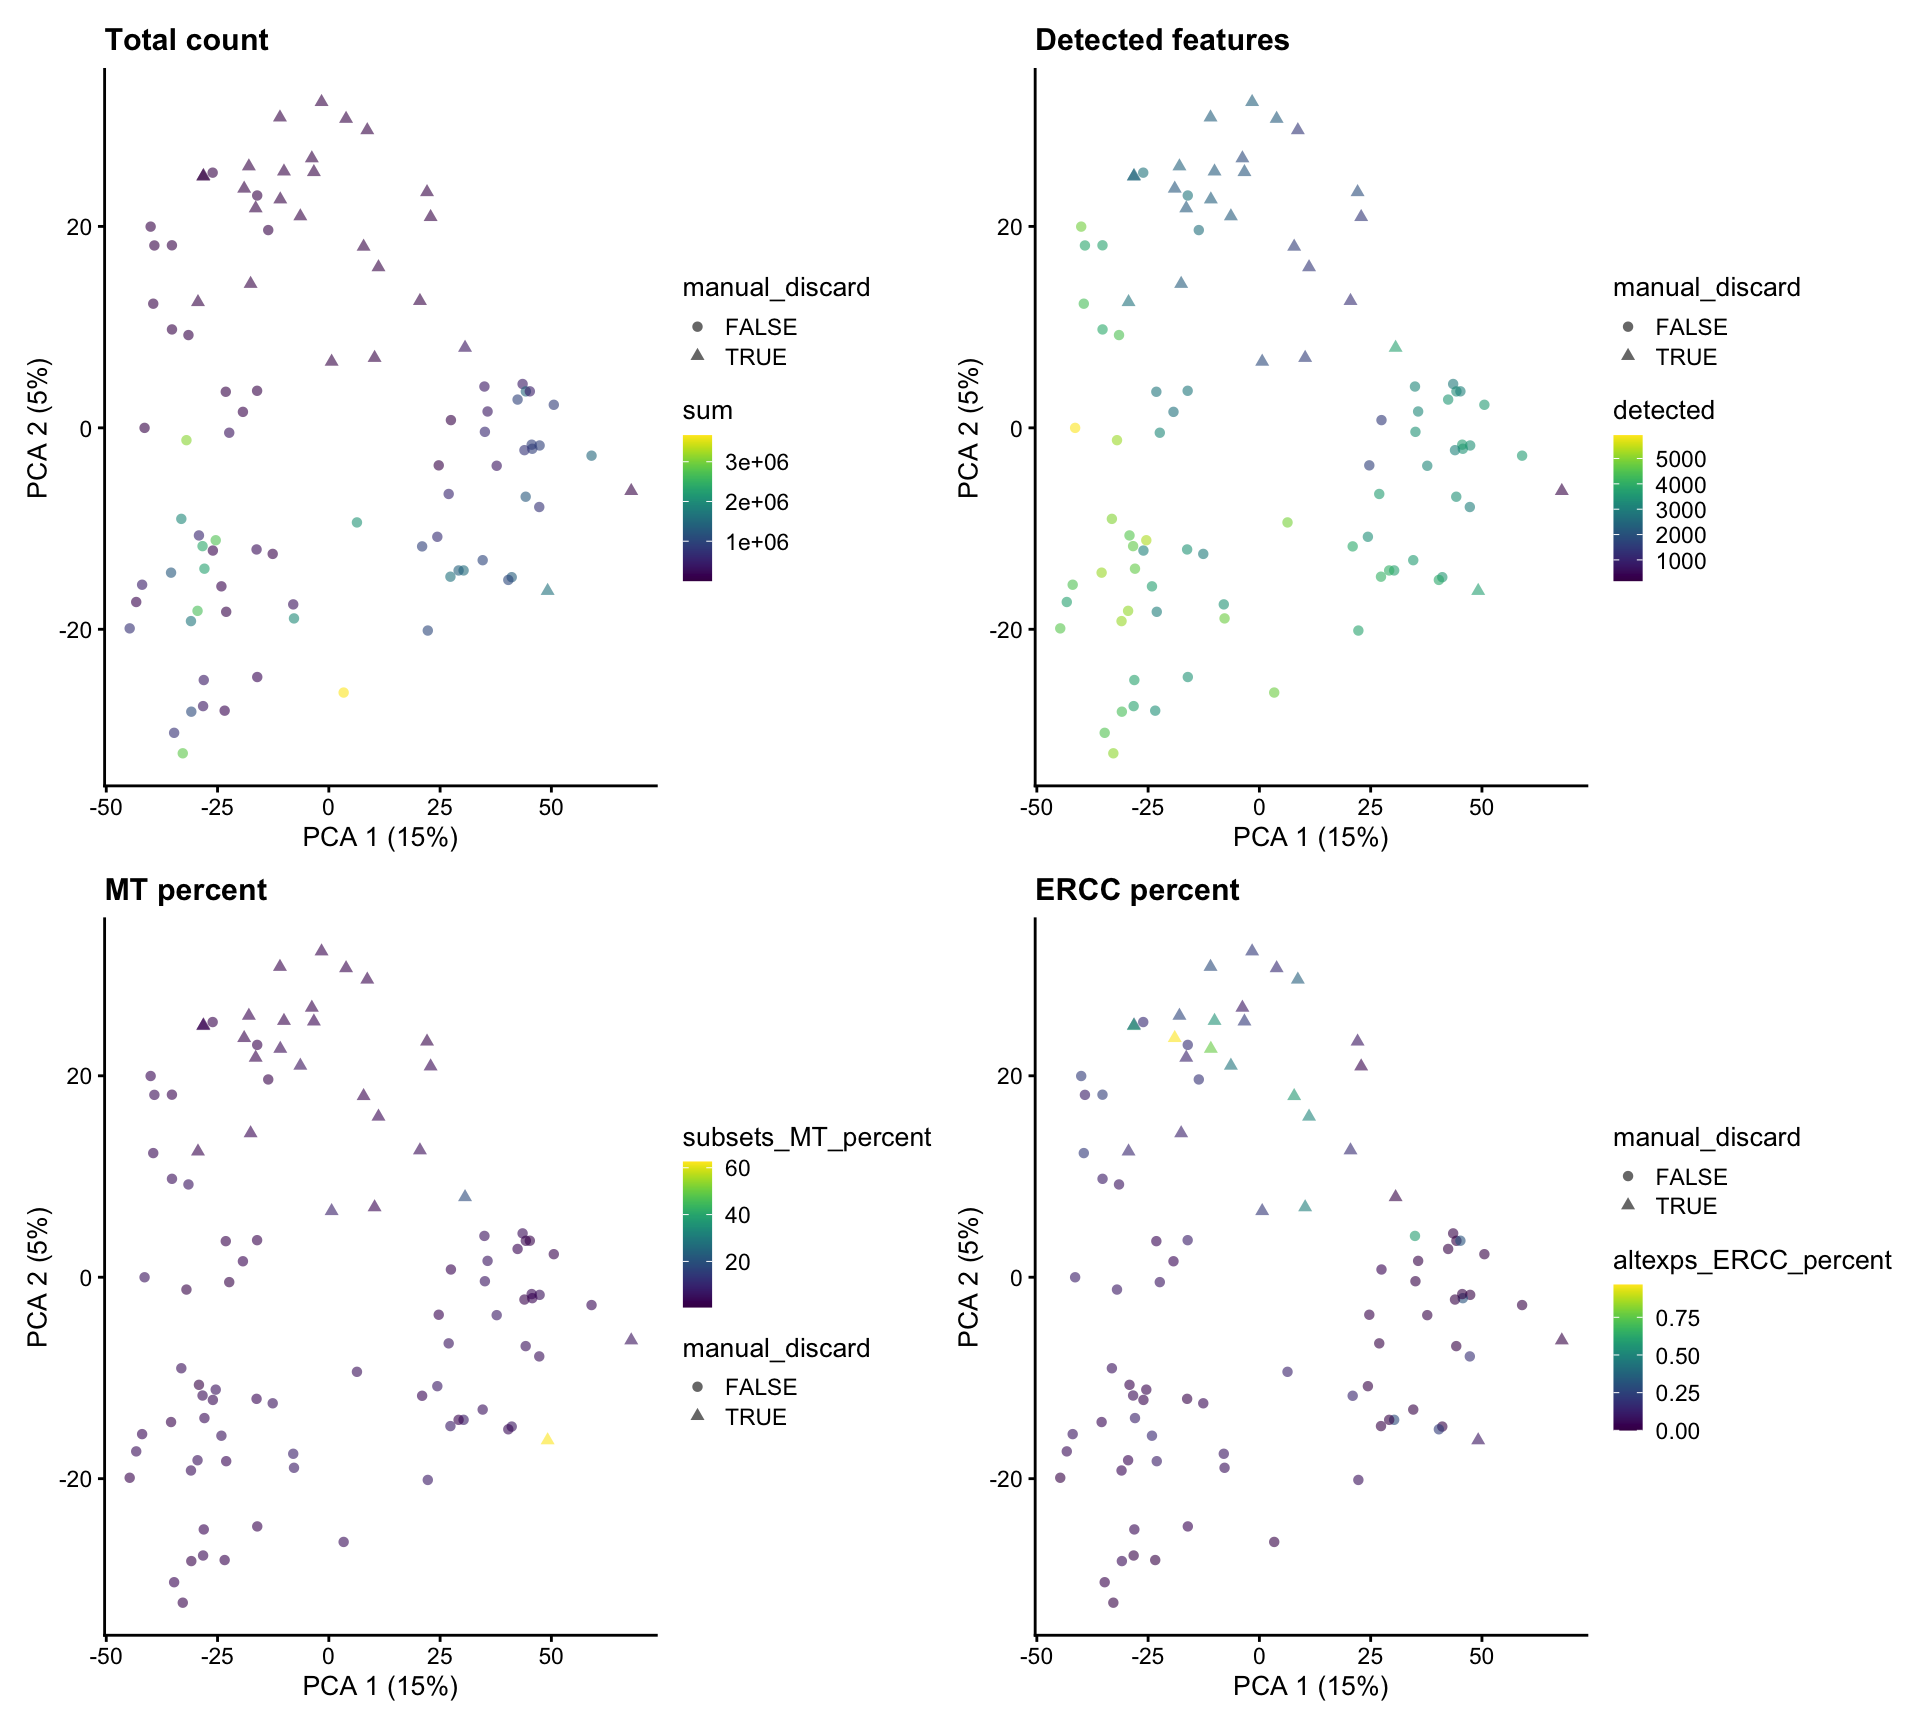 Total count
20
0
-20
-50
-25
0
25
50
PCA 1 (15%)
PCA 2 (5%)
manual_discard
FALSE
TRUE
sum
3e+06
2e+06
1e+06
Detected features
20
0
-20
-50
-25
0
25
50
PCA 1 (15%)
PCA 2 (5%)
manual_discard
FALSE
TRUE
detected
5000
4000
3000
2000
1000
MT percent
20
0
-20
-50
-25
0
25
50
PCA 1 (15%)
PCA 2 (5%)
subsets_MT_percent
60
40
20
manual_discard
FALSE
TRUE
ERCC percent
20
0
-20
-50
-25
0
25
50
PCA 1 (15%)
PCA 2 (5%)
manual_discard
FALSE
TRUE
altexps_ERCC_percent
0.75
0.50
0.25
0.00